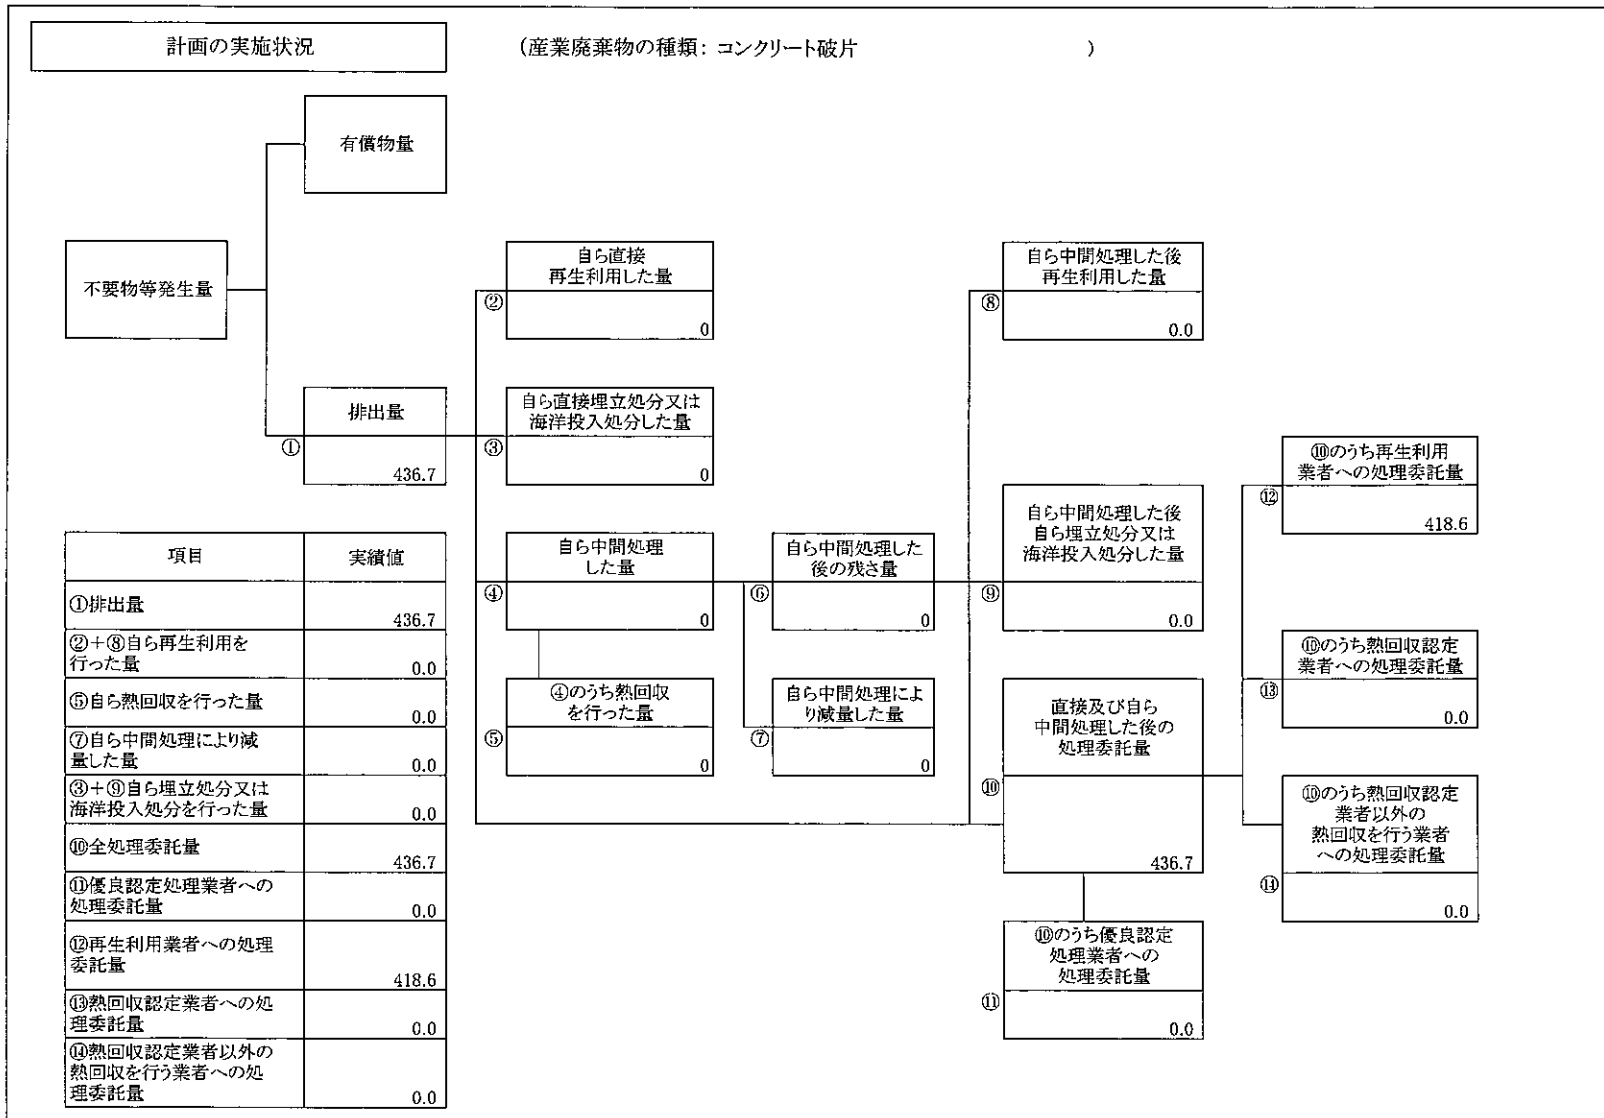 計画の実施状況
(産業廃棄物の種類: コンクリート破片 )
有償物量
不要物等発生量
排出量
①
436.7
自ら直接
再生利用した量
②
0
自ら直接埋立処分又は
海洋投入処分した量
③
0
自ら中間処理
した量
④
0
④のうち熱回収
を行った量
⑤
0
自ら中間処理した
後の残さ量
⑥
0
自ら中間処理によ
り減量した量
⑦
0
自ら中間処理した後
再生利用した量
⑧
0.0
自ら中間処理した後
自ら埋立処分又は
海洋投入処分した量
⑨
0.0
直接及び自ら
中間処理した後の
処理委託量
⑩
436.7
⑩のうち優良認定
処理業者への
処理委託量
⑪
0.0
⑩のうち再生利用
業者への処理委託量
⑫
418.6
⑩のうち熱回収認定
業者への処理委託量
⑬
0.0
⑩のうち熱回収認定
業者以外の
熱回収を行う業者
への処理委託量
⑭
0.0
項目 実績値
①排出量
436.7
②+⑧自ら再生利用を
行った量
0.0
⑤自ら熱回収を行った量
0.0
⑦自ら中間処理により減
量した量
0.0
③+⑨自ら埋立処分又は
海洋投入処分を行った量
0.0
⑩全処理委託量
436.7
⑪優良認定処理業者への
処理委託量
0.0
⑫再生利用業者への処理
委託量
418.6
⑬熱回収認定業者への処
理委託量
0.0
⑭熱回収認定業者以外の
熱回収を行う業者への処
理委託量
0.0